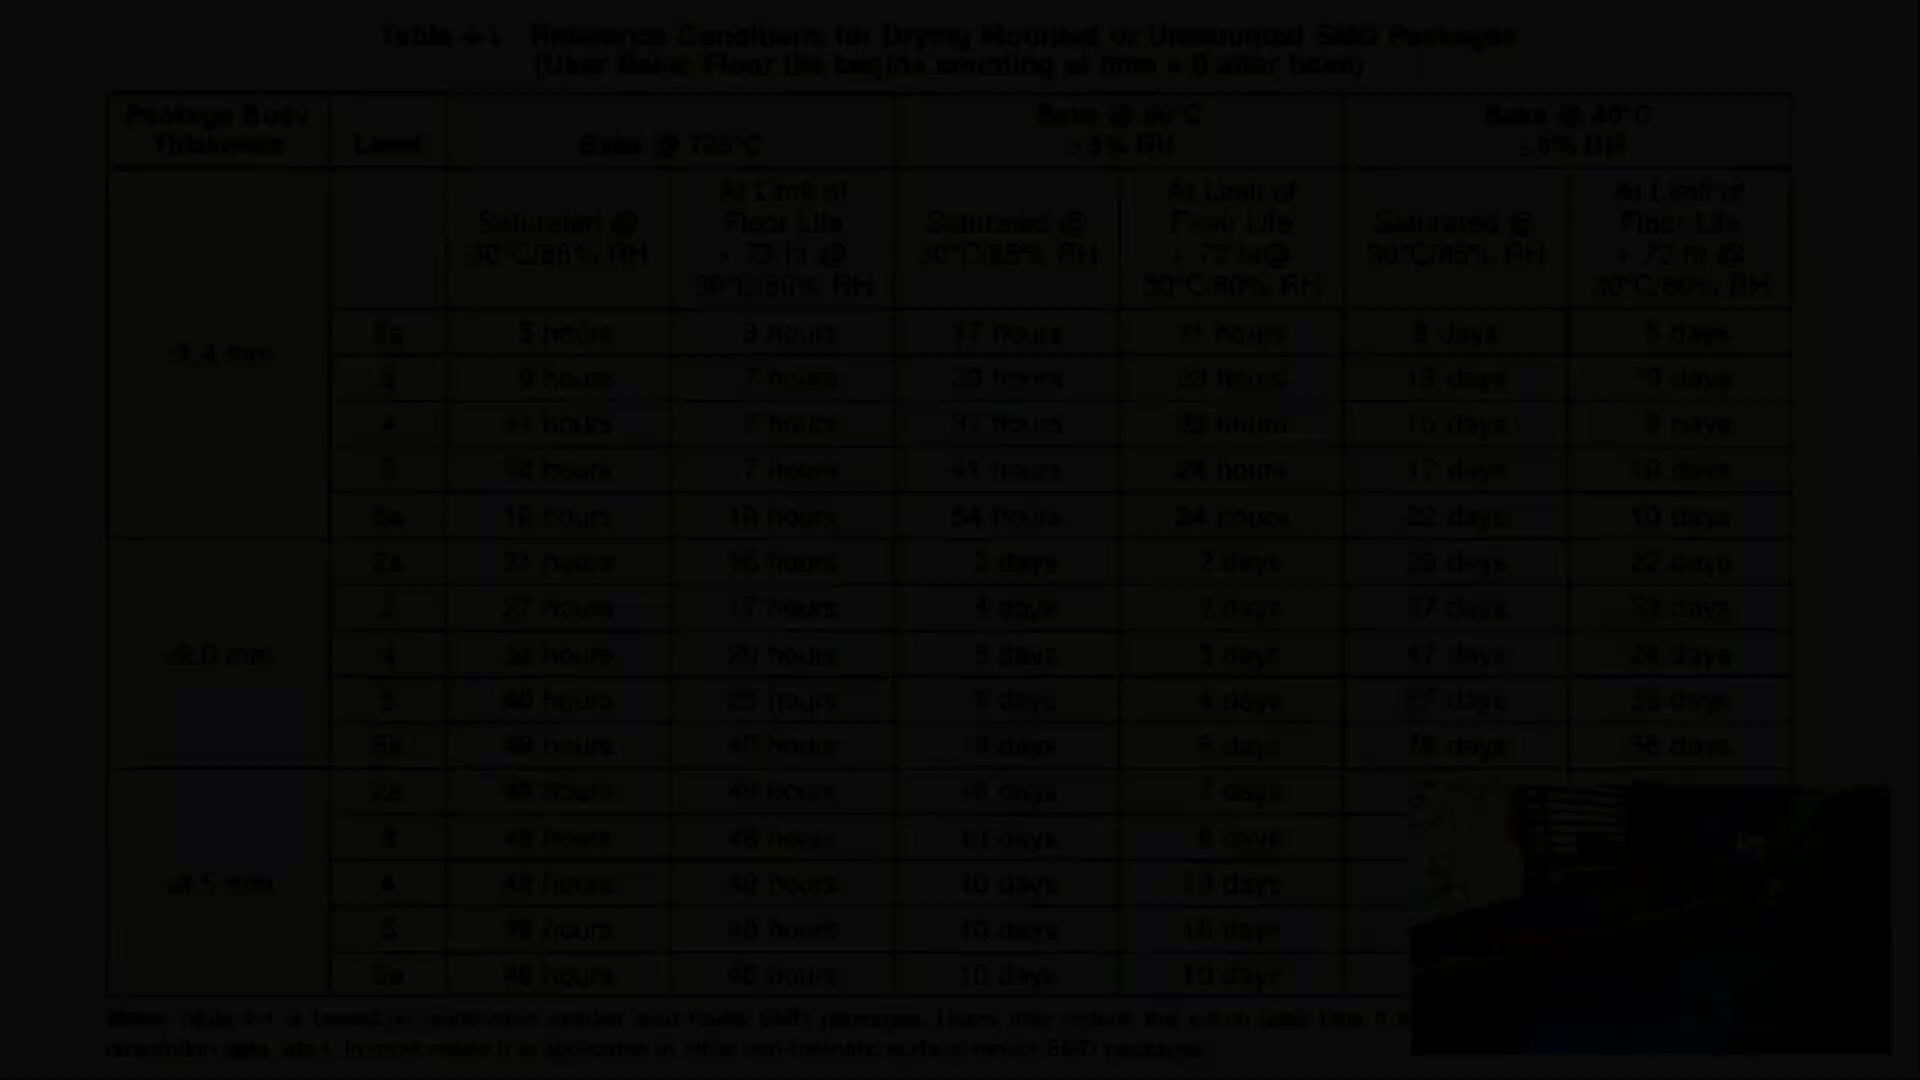 Table 4-1 Reference Conditions for Drying Mounted or Unmounted SMD Packages
(User Bake: Floor life begins counting at time = 0 after bake)
Package Body
Thickness Level Bake @ 125°C Bake @ 90°C
≤5% RH Bake @ 40°C
≤5% RH
Saturated @
30°C/85% RH At Limit of
Floor Life
+ 72 hr @
30°C/60% RH Saturated @
30°C/85% RH At Limit of
Floor Life
+ 72 hr@
30°C/60% RH Saturated @
30°C/85% RH At Limit of
Floor Life
+ 72 hr @
30°C/60% RH
≤1.4 mm
2a 5 hours 3 hours 17 hours 11 hours 8 days 5 days
3 9 hours 7 hours 33 hours 23 hours 13 days 9 days
4 11 hours 7 hours 37 hours 23 hours 15 days 9 days
5 12 hours 7 hours 41 hours 24 hours 17 days 10 days
5a 16 hours 10 hours 54 hours 24 hours 22 days 10 days
≤2.0 mm
2a 21 hours 16 hours 3 days 2 days 29 days 22 days
3 27 hours 17 hours 4 days 2 days 37 days 23 days
4 34 hours 20 hours 5 days 3 days 47 days 28 days
5 40 hours 25 hours 6 days 4 days 57 days 35 days
5a 48 hours 40 hours 8 days 6 days 79 days 56 days
≤4.5 mm
2a 48 hours 48 hours 10 days 7 days
3 48 hours 48 hours 10 days 8 days
4 48 hours 48 hours 10 days 10 days
5 48 hours 48 hours 10 days 10 days
5a 48 hours 48 hours 10 days 10 days